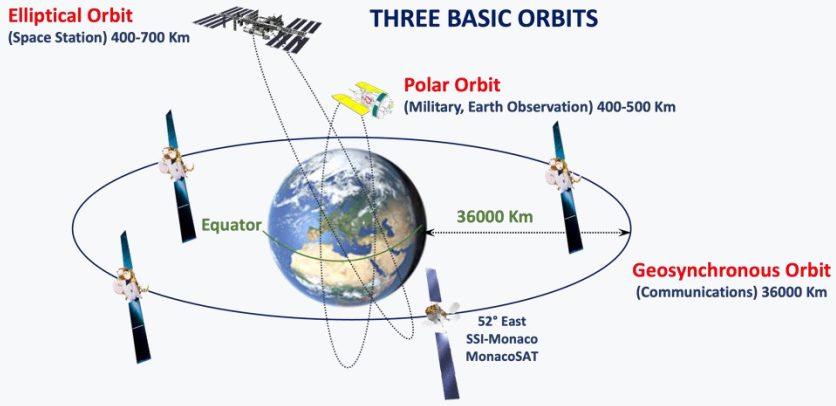 THREE BASIC ORBITS
Elliptical Orbit
(Space Station) 400-700 Km
Polar Orbit
(Military, Earth Observation) 400-500 Km
Equator
36000 Km
Geosynchronous Orbit
(Communications) 36000 Km
52° East
SSI-Monaco
MonacoSAT